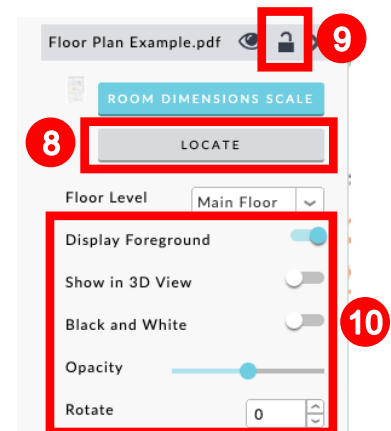 Floor Plan Example.pdf
9
ROOM DIMENSIONS SCALE
8
LOCATE
Floor Level Main Floor
Display Foreground
Show in 3D View
Black and White
10
Opacity
Rotate 0